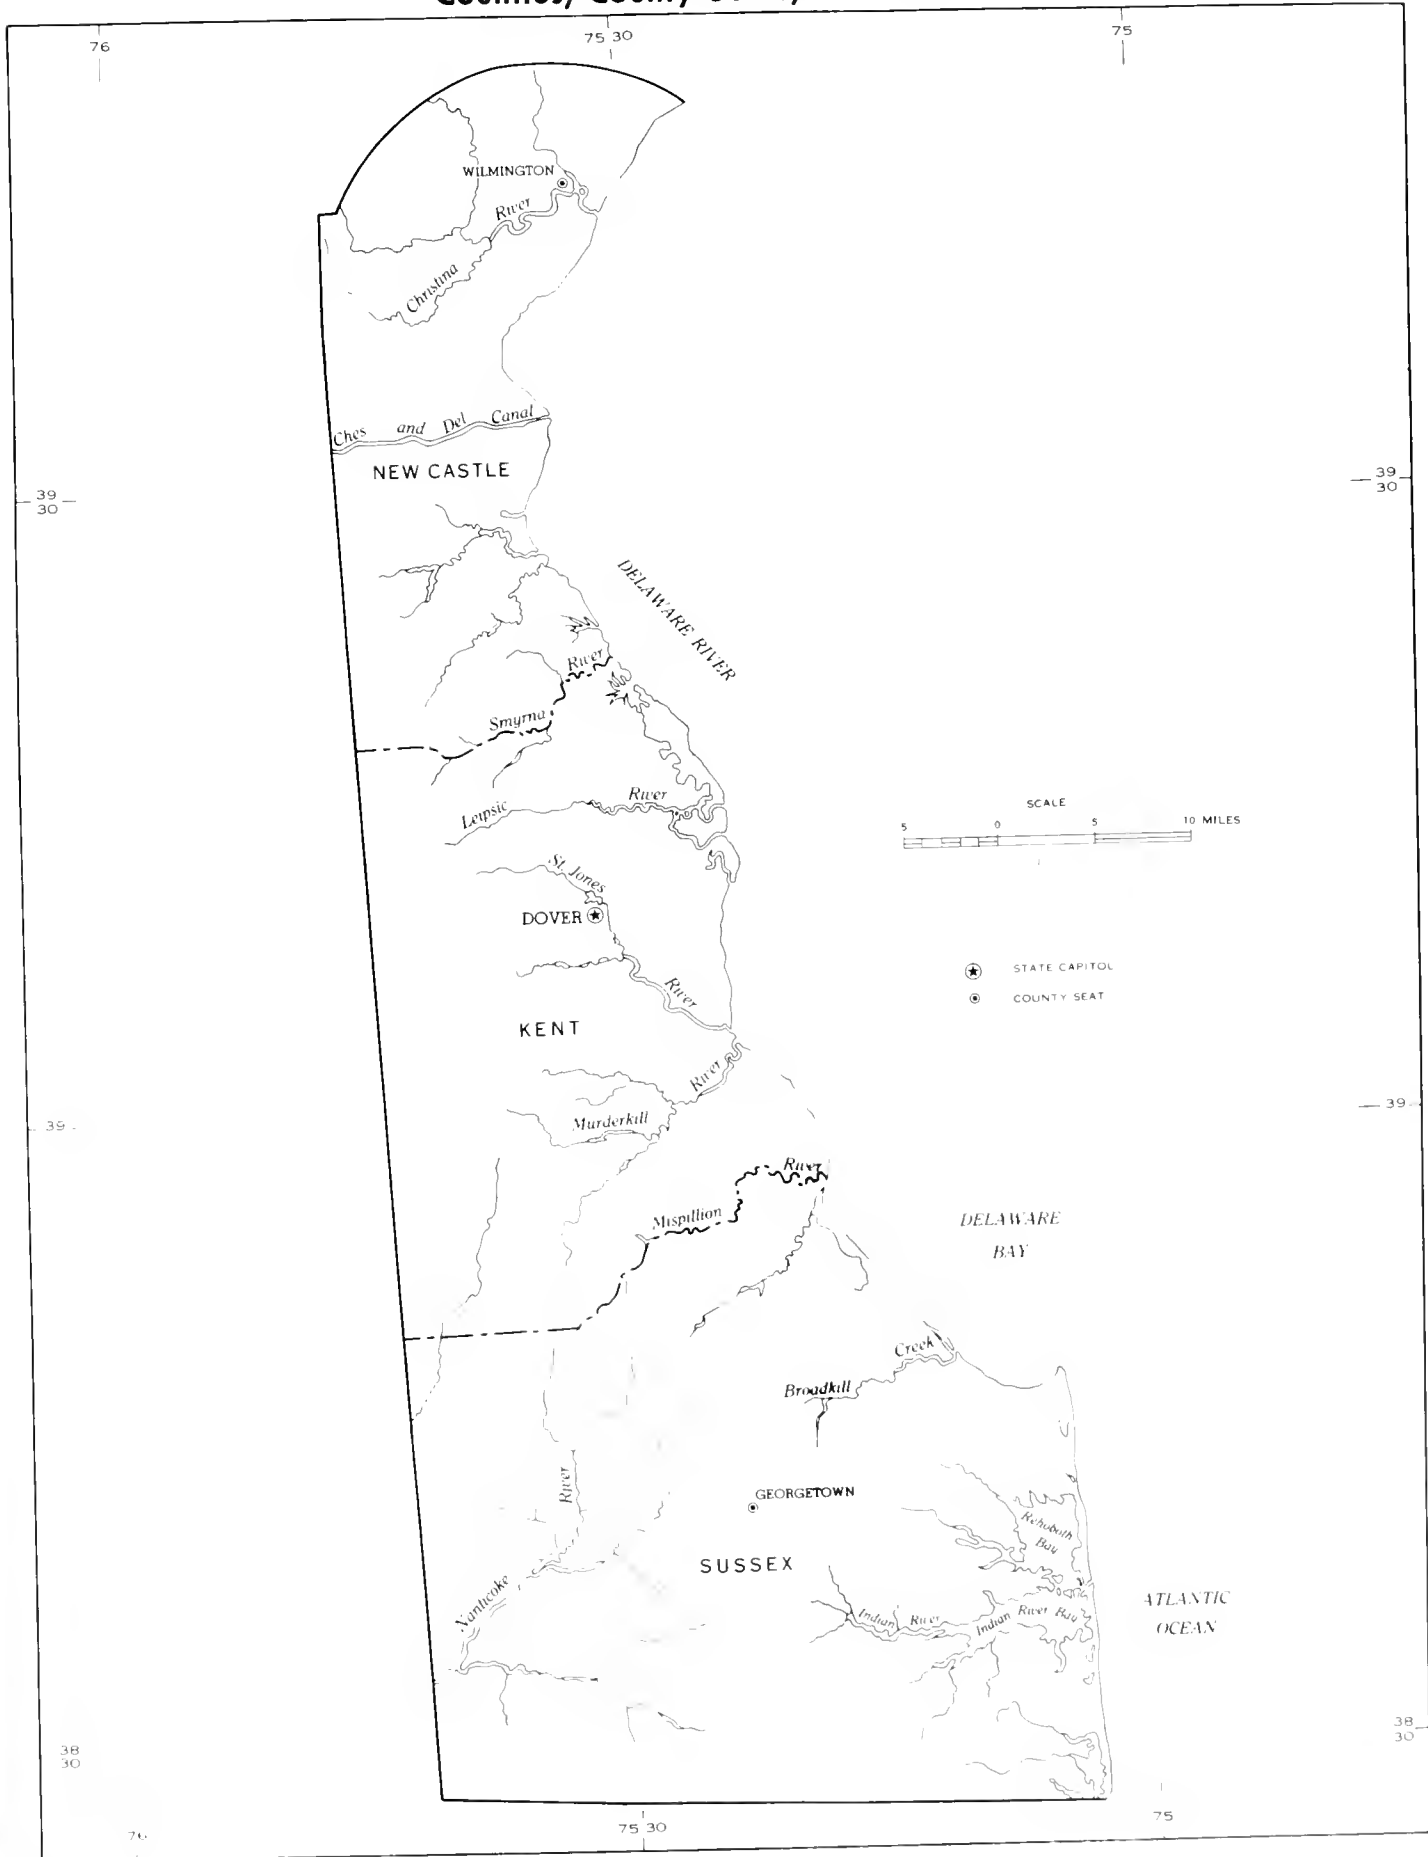 76
75 30
75
WILMINGTON
River
Christina
Ches and Del Canal
NEW CASTLE
39
30
39
30
DELAWARE RIVER
River
Smyrna
Leipsic River
SCALE
5 0 5 10 MILES
St. Jones
DOVER
STATE CAPITOL
COUNTY SEAT
River
KENT
River
Murderkill
39
39
River
Mispillion
DELAWARE
BAY
Creek
Broadkill
River
GEORGETOWN
Rehoboth
Bay
SUSSEX
Nanticoke
Indian River
Indian River Bay
ATLANTIC
OCEAN
38
30
38
30
76
75 30
75